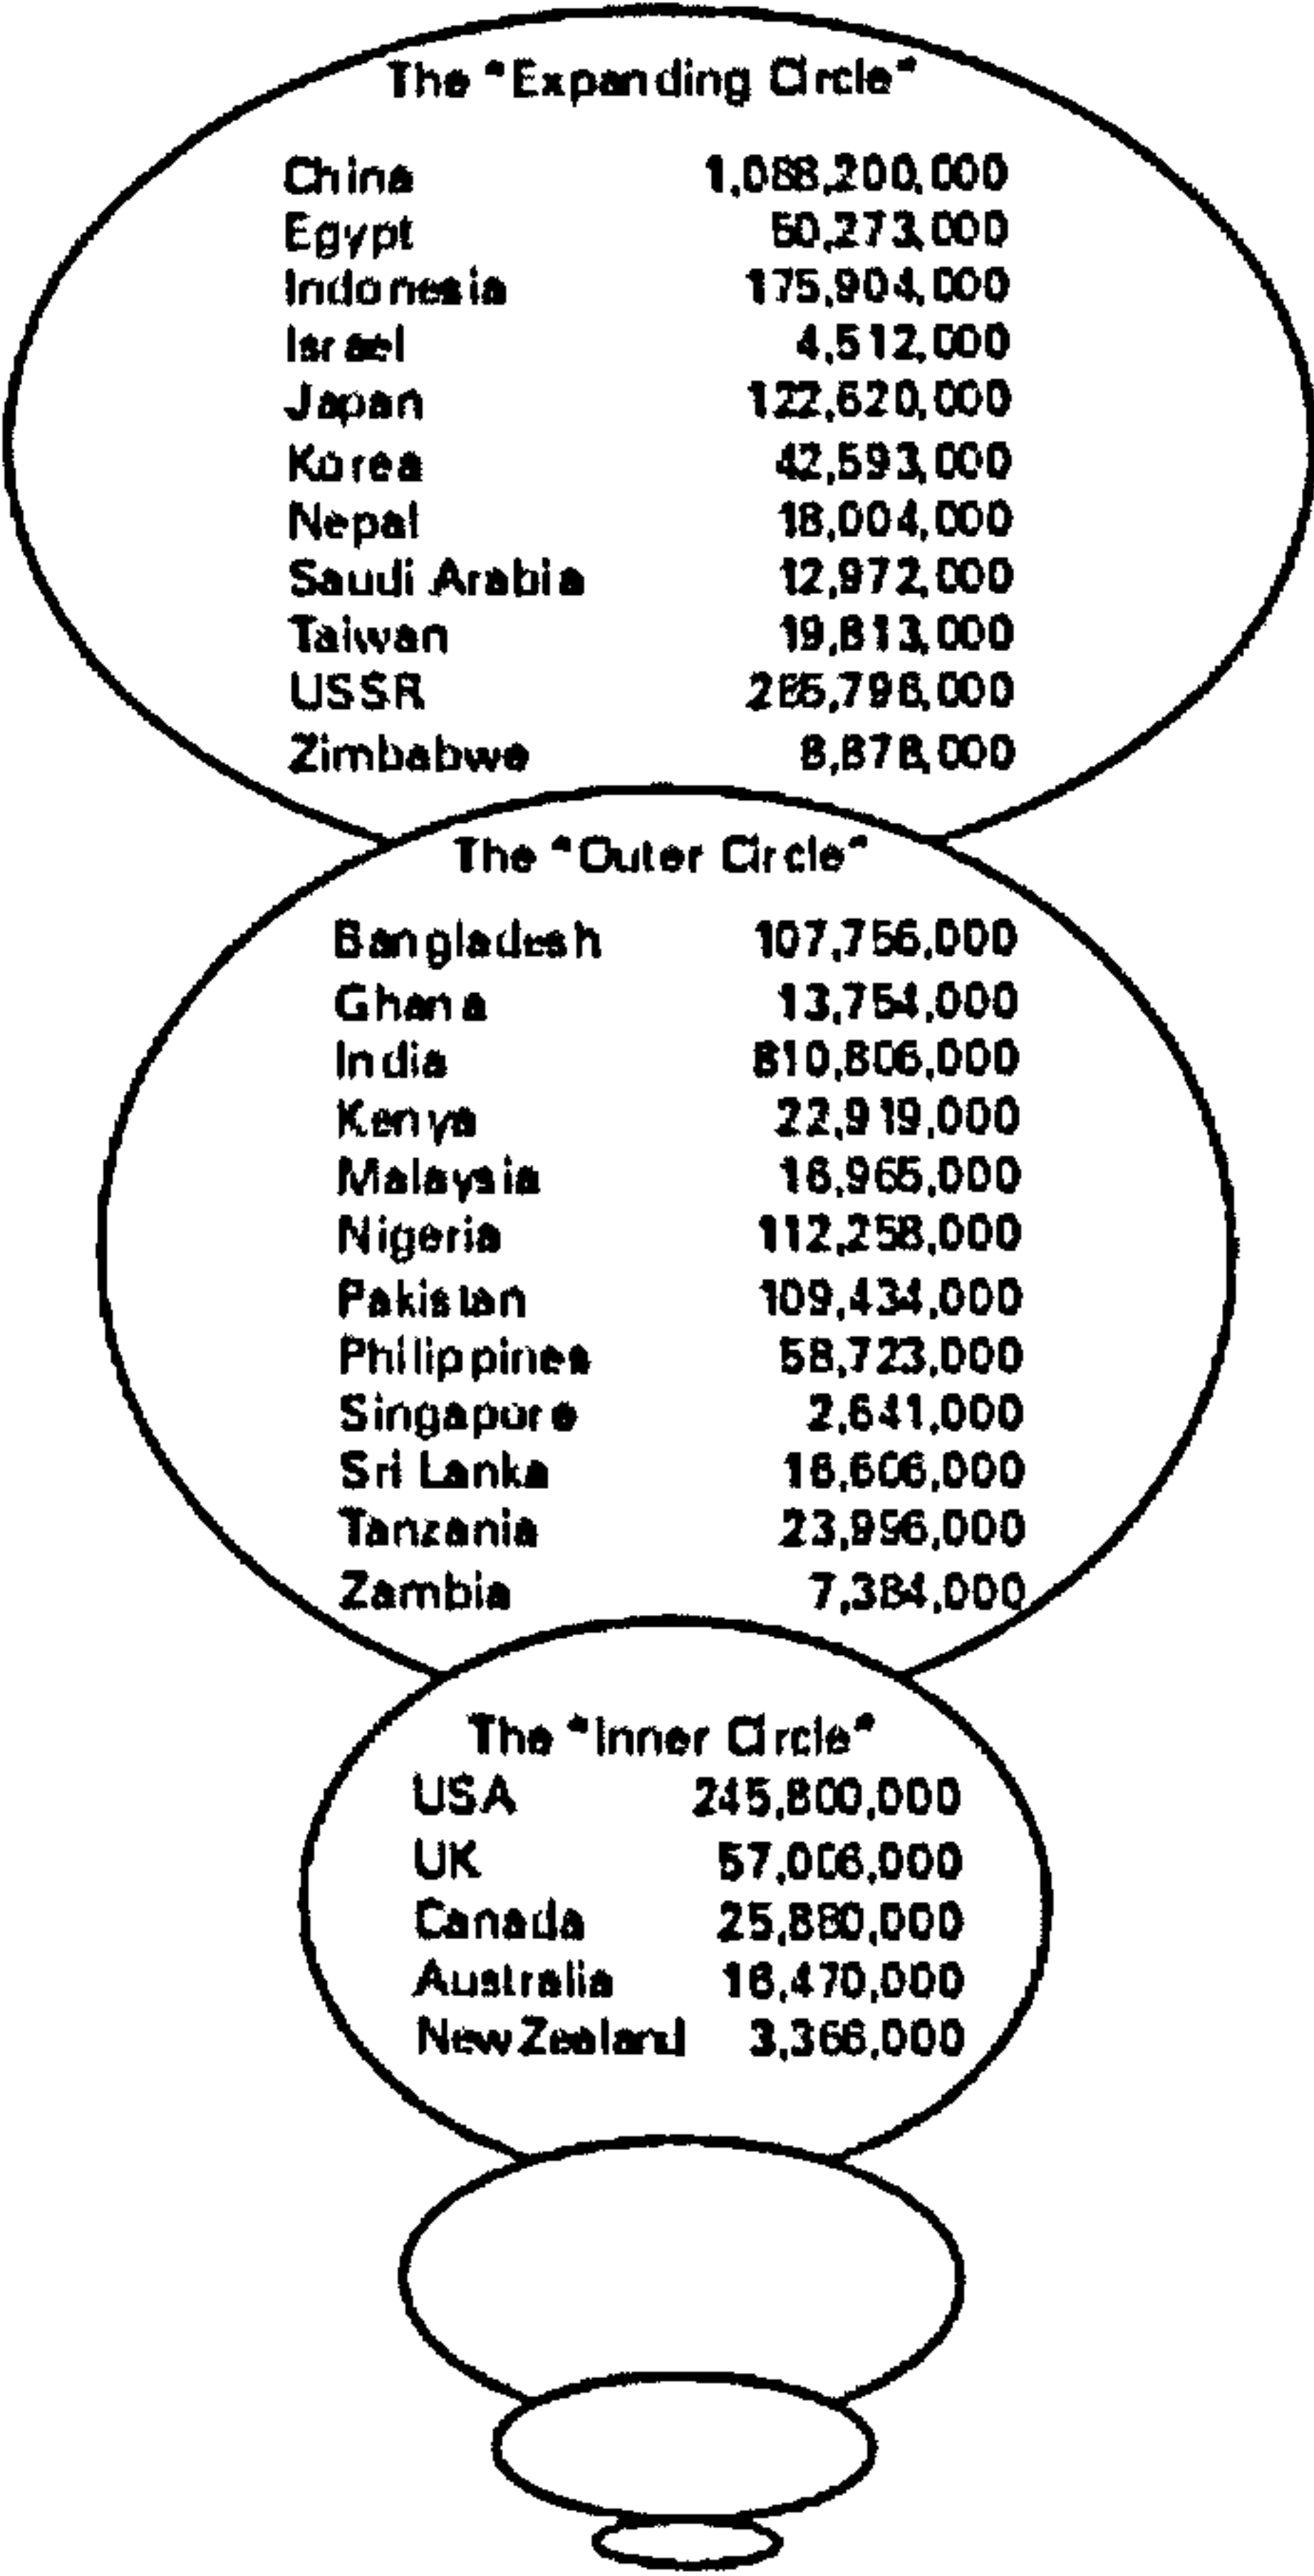 The "Expanding Circle"
China 1,088,200,000
Egypt 50,273,000
Indonesia 175,904,000
Israel 4,512,000
Japan 122,620,000
Korea 42,593,000
Nepal 18,004,000
Saudi Arabia 12,972,000
Taiwan 19,813,000
USSR 285,796,000
Zimbabwe 8,878,000
The "Outer Circle"
Bangladesh 107,756,000
Ghana 13,754,000
India 810,806,000
Kenya 22,919,000
Malaysia 16,965,000
Nigeria 112,258,000
Pakistan 109,434,000
Philippines 58,723,000
Singapore 2,641,000
Sri Lanka 16,606,000
Tanzania 23,996,000
Zambia 7,384,000
The "Inner Circle"
USA 245,800,000
UK 57,006,000
Canada 25,880,000
Australia 16,470,000
New Zealand 3,366,000